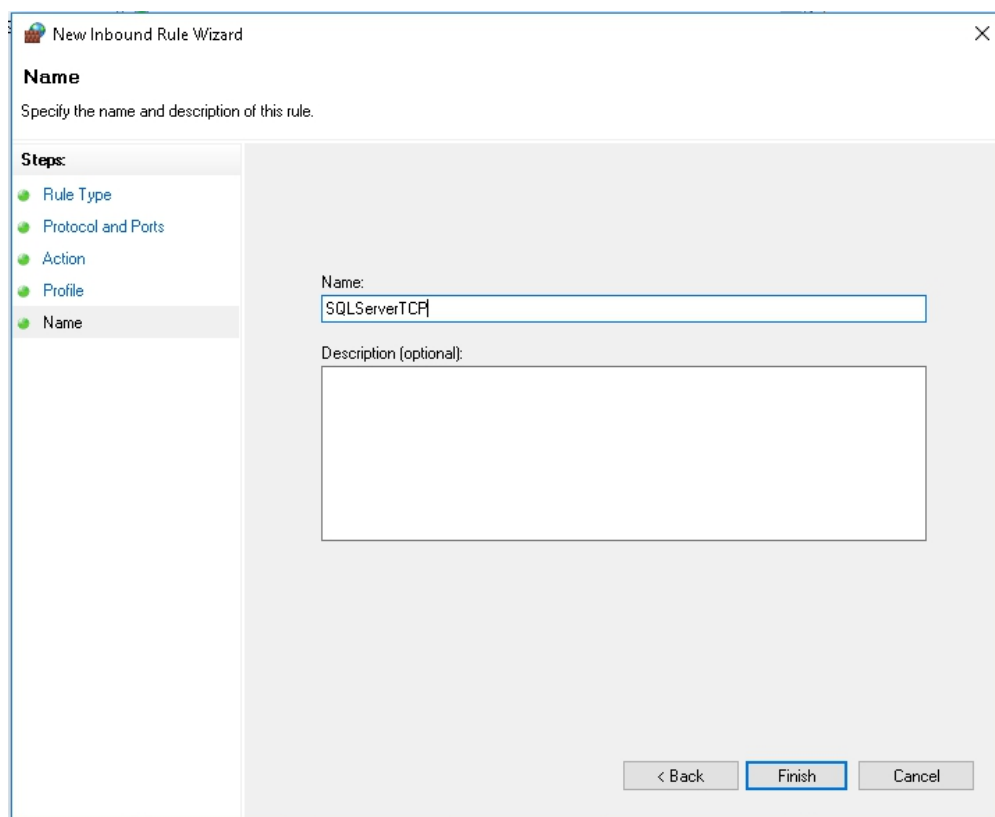 New Inbound Rule Wizard
Name
Specify the name and description of this rule.
Steps:
Rule Type
Protocol and Ports
Action
Profile
Name
Name:
SQLServerTCP
Description (optional):
< Back
Finish
Cancel